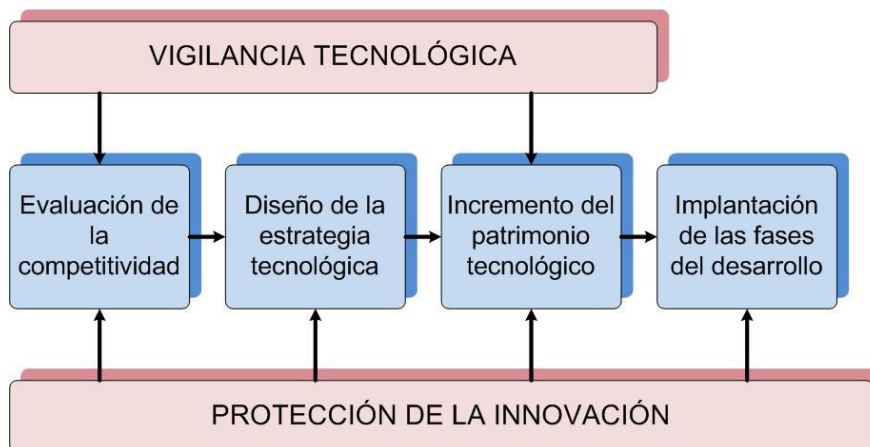 VIGILANCIA TECNOLÓGICA
Evaluación de
la
competitividad
Diseño de la
estrategia
tecnológica
Incremento del
patrimonio
tecnológico
Implantación
de las fases
del desarrollo
PROTECCIÓN DE LA INNOVACIÓN